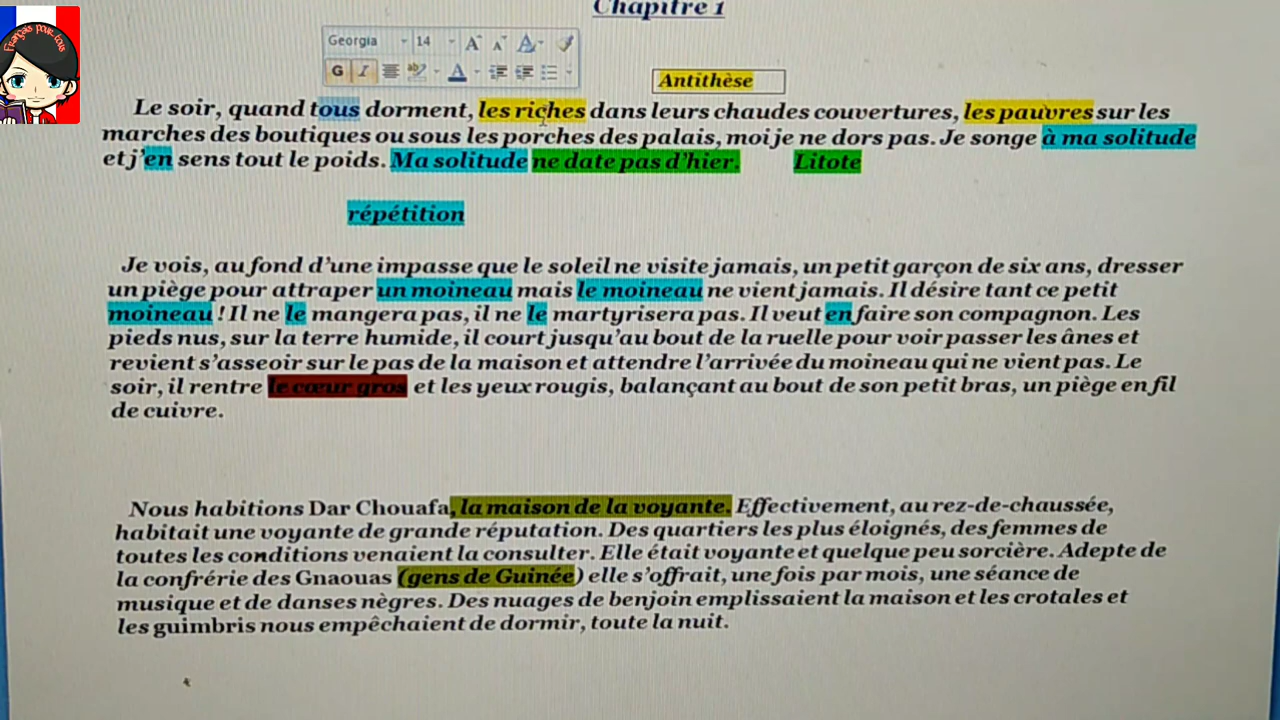 Français pour tous
Chapitre 1
Georgia 14
G I
Antithèse
Le soir, quand tous dorment, les riches dans leurs chaudes couvertures, les pauvres sur les
marches des boutiques ou sous les porches des palais, moi je ne dors pas. Je songe à ma solitude
et j'en sens tout le poids. Ma solitude ne date pas d'hier. Litote
répétition
Je vois, au fond d'une impasse que le soleil ne visite jamais, un petit garçon de six ans, dresser
un piège pour attraper un moineau mais le moineau ne vient jamais. Il désire tant ce petit
moineau ! Il ne le mangera pas, il ne le martyrisera pas. Il veut en faire son compagnon. Les
pieds nus, sur la terre humide, il court jusqu'au bout de la ruelle pour voir passer les ânes et
revient s'asseoir sur le pas de la maison et attendre l'arrivée du moineau qui ne vient pas. Le
soir, il rentre le cœur gros et les yeux rougis, balançant au bout de son petit bras, un piège en fil
de cuivre.
Nous habitions Dar Chouafa, la maison de la voyante. Effectivement, au rez-de-chaussée,
habitait une voyante de grande réputation. Des quartiers les plus éloignés, des femmes de
toutes les conditions venaient la consulter. Elle était voyante et quelque peu sorcière. Adepte de
la confrérie des Gnaouas (gens de Guinée) elle s'offrait, une fois par mois, une séance de
musique et de danses nègres. Des nuages de benjoin emplissaient la maison et les crotales et
les guimbris nous empêchaient de dormir, toute la nuit.